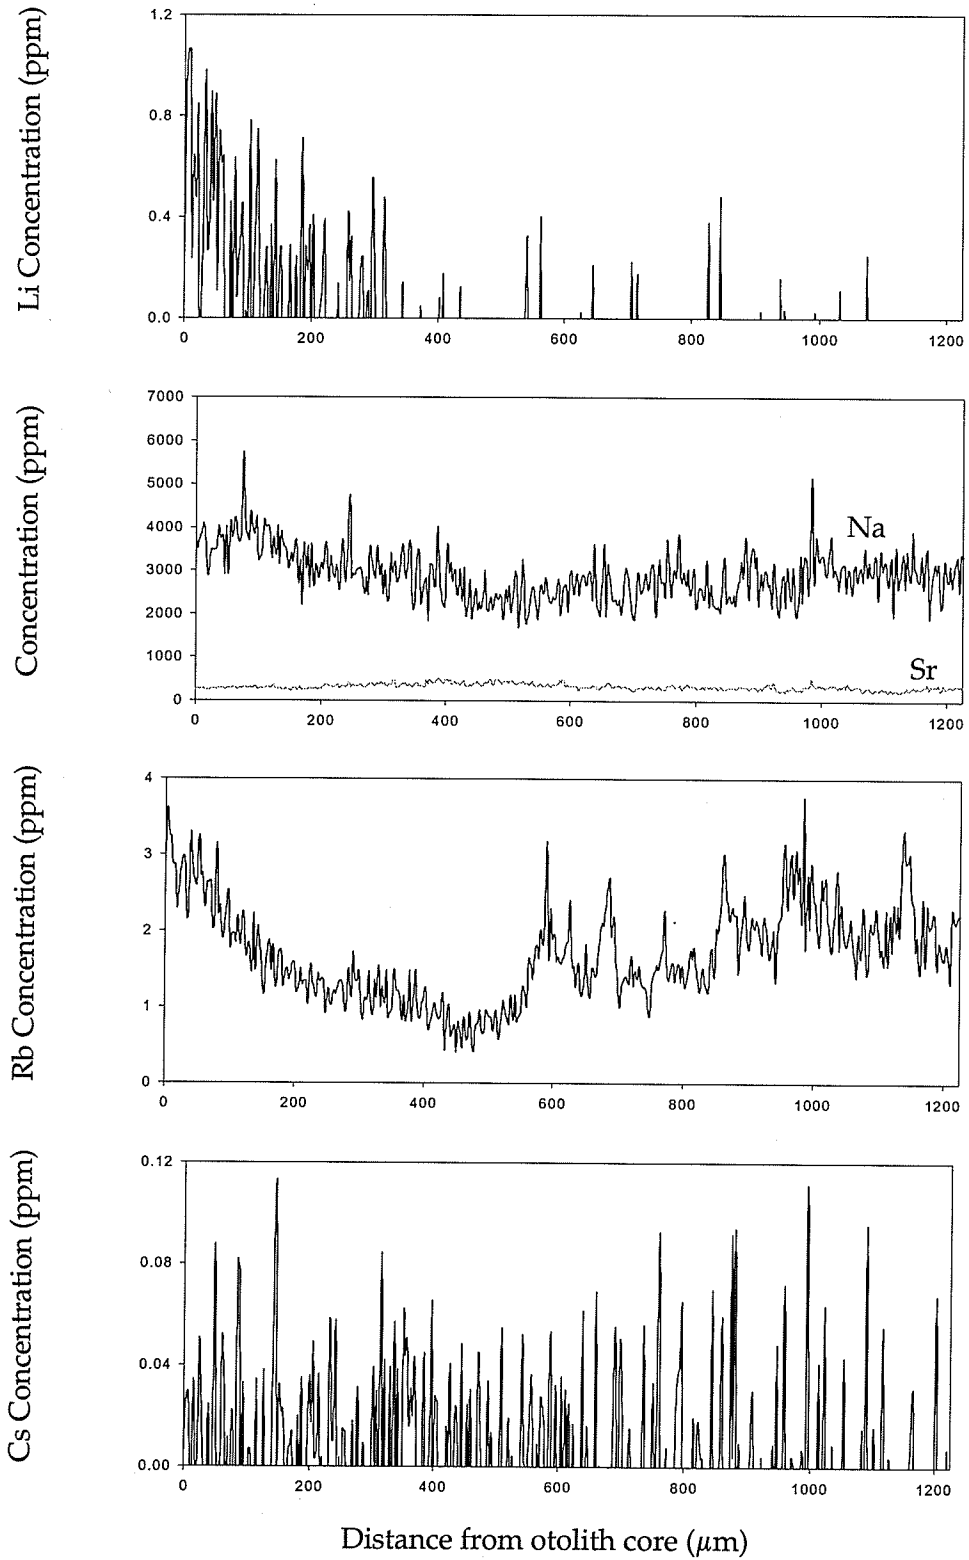 Li Concentration (ppm)
1.2
0.8
0.4
0.0
0 200 400 600 800 1000 1200
Concentration (ppm)
7000
6000
5000
4000
3000
2000
1000
0
Na
Sr
0 200 400 600 800 1000 1200
Rb Concentration (ppm)
4
3
2
1
0
0 200 400 600 800 1000 1200
Cs Concentration (ppm)
0.12
0.08
0.04
0.00
0 200 400 600 800 1000 1200
Distance from otolith core (μm)